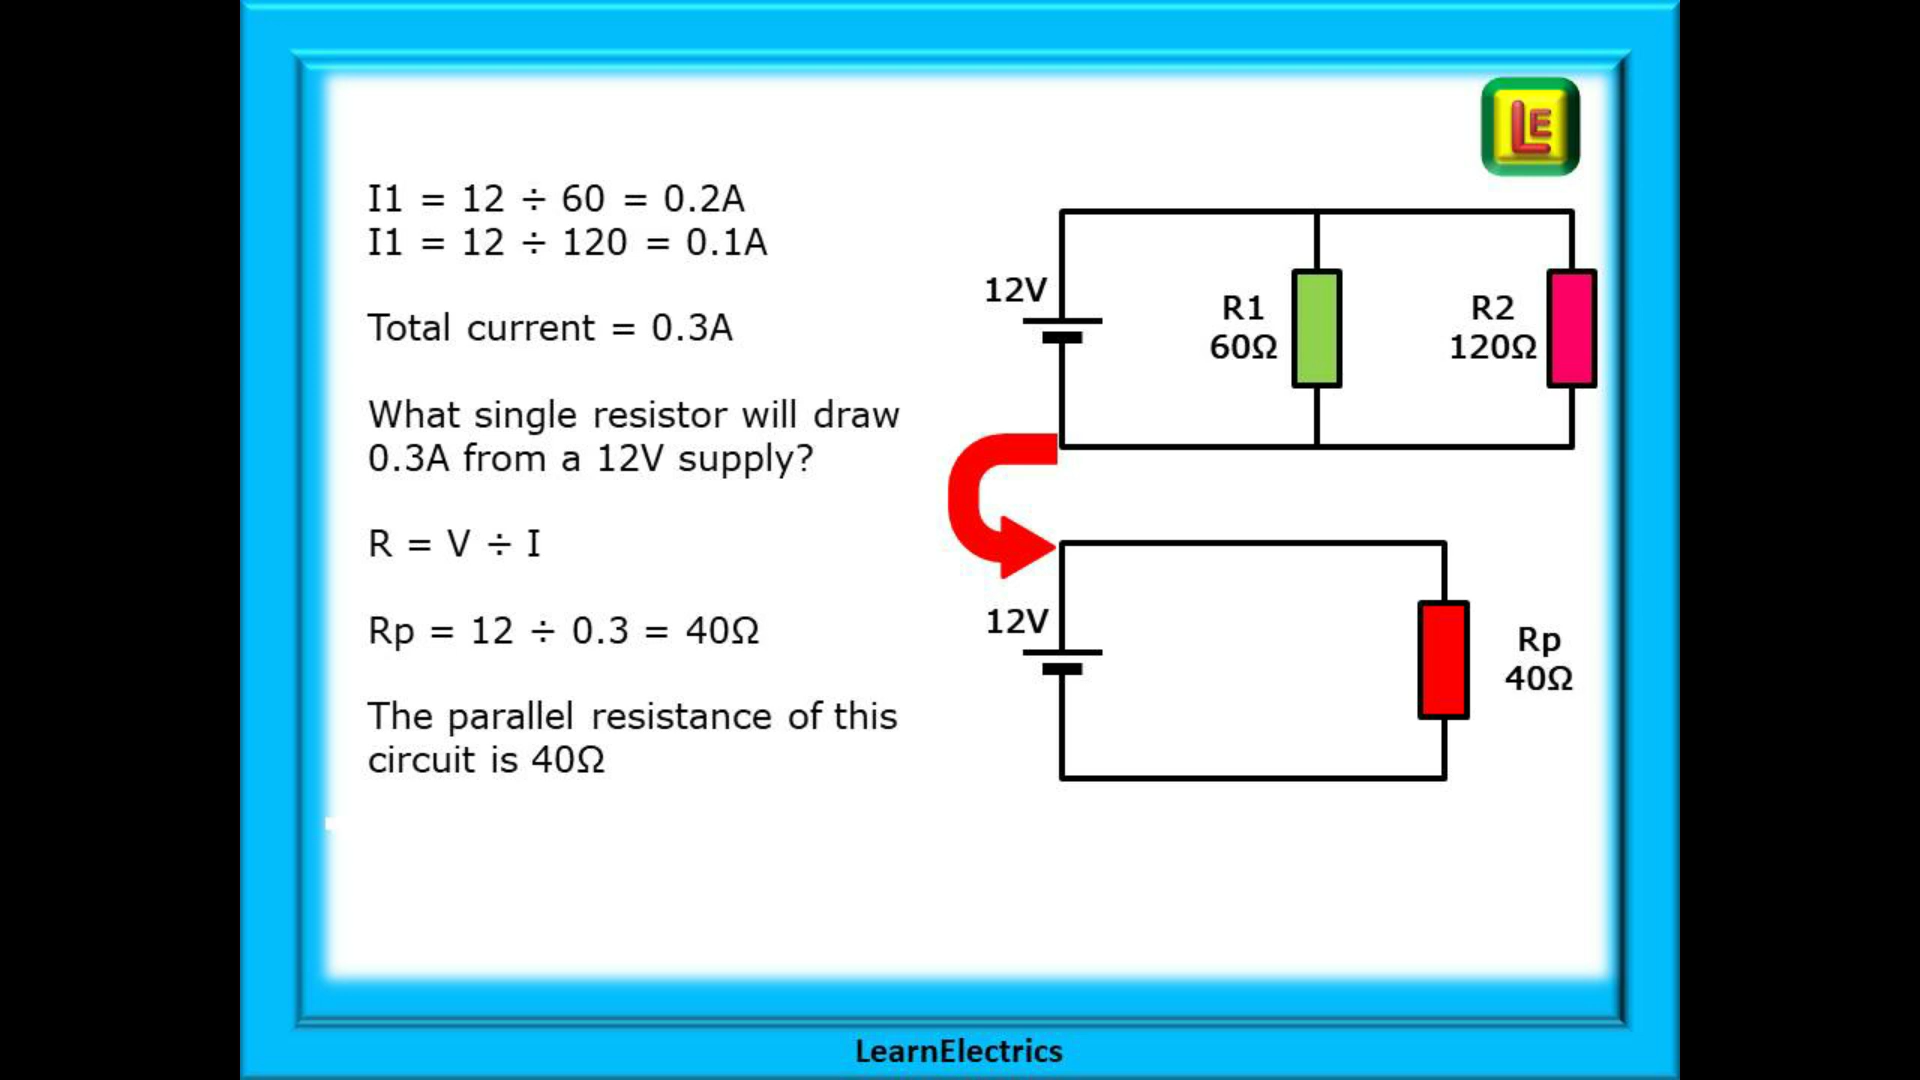 LE
I1 = 12 ÷ 60 = 0.2A
I1 = 12 ÷ 120 = 0.1A
Total current = 0.3A
What single resistor will draw
0.3A from a 12V supply?
R = V ÷ I
Rp = 12 ÷ 0.3 = 40Ω
The parallel resistance of this
circuit is 40Ω
12V
R1
60Ω
R2
120Ω
12V
Rp
40Ω
LearnElectrics